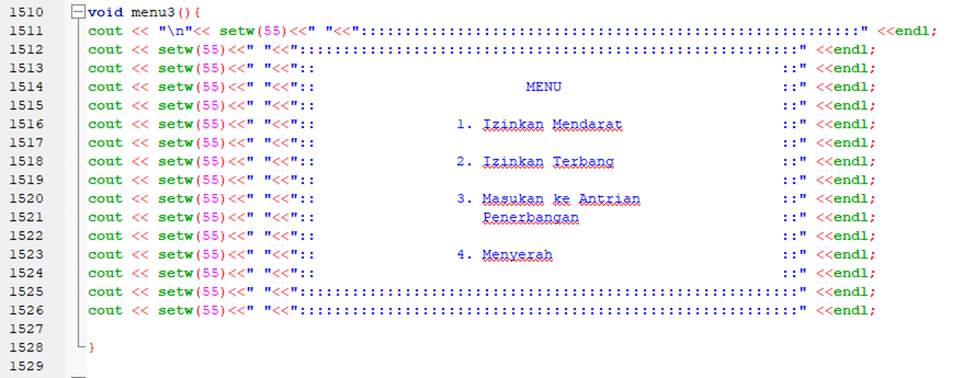 1510 void menu3(){
1511 cout << "\n"<< setw(55)<<" "<<"::::::::::::::::::::::::::::::::::::::::::::::::::::::::::" <<endl;
1512 cout << setw(55)<<" "<<"::::::::::::::::::::::::::::::::::::::::::::::::::::::::::" <<endl;
1513 cout << setw(55)<<" "<<"::                                                      ::" <<endl;
1514 cout << setw(55)<<" "<<"::                        MENU                          ::" <<endl;
1515 cout << setw(55)<<" "<<"::                                                      ::" <<endl;
1516 cout << setw(55)<<" "<<"::                1. Izinkan Mendarat                   ::" <<endl;
1517 cout << setw(55)<<" "<<"::                                                      ::" <<endl;
1518 cout << setw(55)<<" "<<"::                2. Izinkan Terbang                    ::" <<endl;
1519 cout << setw(55)<<" "<<"::                                                      ::" <<endl;
1520 cout << setw(55)<<" "<<"::                3. Masukan ke Antrian                 ::" <<endl;
1521 cout << setw(55)<<" "<<"::                   Penerbangan                        ::" <<endl;
1522 cout << setw(55)<<" "<<"::                                                      ::" <<endl;
1523 cout << setw(55)<<" "<<"::                4. Menyerah                           ::" <<endl;
1524 cout << setw(55)<<" "<<"::                                                      ::" <<endl;
1525 cout << setw(55)<<" "<<"::::::::::::::::::::::::::::::::::::::::::::::::::::::::::" <<endl;
1526 cout << setw(55)<<" "<<"::::::::::::::::::::::::::::::::::::::::::::::::::::::::::" <<endl;
1527
1528 }
1529